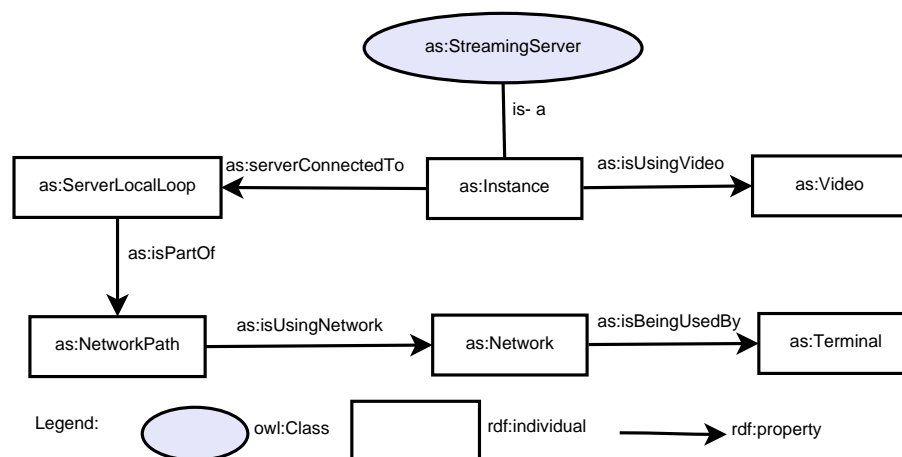 as:StreamingServer
is- a
as:serverConnectedTo
as:isUsingVideo
as:ServerLocalLoop
as:Instance
as:Video
as:isPartOf
as:isUsingNetwork
as:isBeingUsedBy
as:NetworkPath
as:Network
as:Terminal
Legend:
owl:Class
rdf:individual
rdf:property